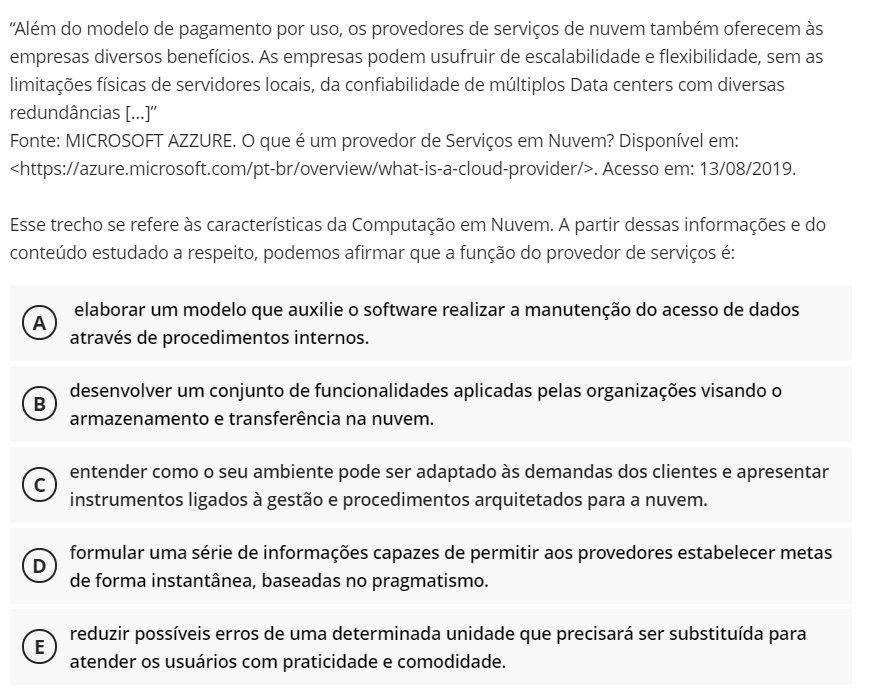 “Além do modelo de pagamento por uso, os provedores de serviços de nuvem também oferecem às
empresas diversos benefícios. As empresas podem usufruir de escalabilidade e flexibilidade, sem as
limitações físicas de servidores locais, da confiabilidade de múltiplos Data centers com diversas
redundâncias [...]”
Fonte: MICROSOFT AZZURE. O que é um provedor de Serviços em Nuvem? Disponível em:
<https://azure.microsoft.com/pt-br/overview/what-is-a-cloud-provider/>. Acesso em: 13/08/2019.
Esse trecho se refere às características da Computação em Nuvem. A partir dessas informações e do
conteúdo estudado a respeito, podemos afirmar que a função do provedor de serviços é:
A elaborar um modelo que auxilie o software realizar a manutenção do acesso de dados
através de procedimentos internos.
B desenvolver um conjunto de funcionalidades aplicadas pelas organizações visando o
armazenamento e transferência na nuvem.
C entender como o seu ambiente pode ser adaptado às demandas dos clientes e apresentar
instrumentos ligados à gestão e procedimentos arquitetados para a nuvem.
D formular uma série de informações capazes de permitir aos provedores estabelecer metas
de forma instantânea, baseadas no pragmatismo.
E reduzir possíveis erros de uma determinada unidade que precisará ser substituída para
atender os usuários com praticidade e comodidade.